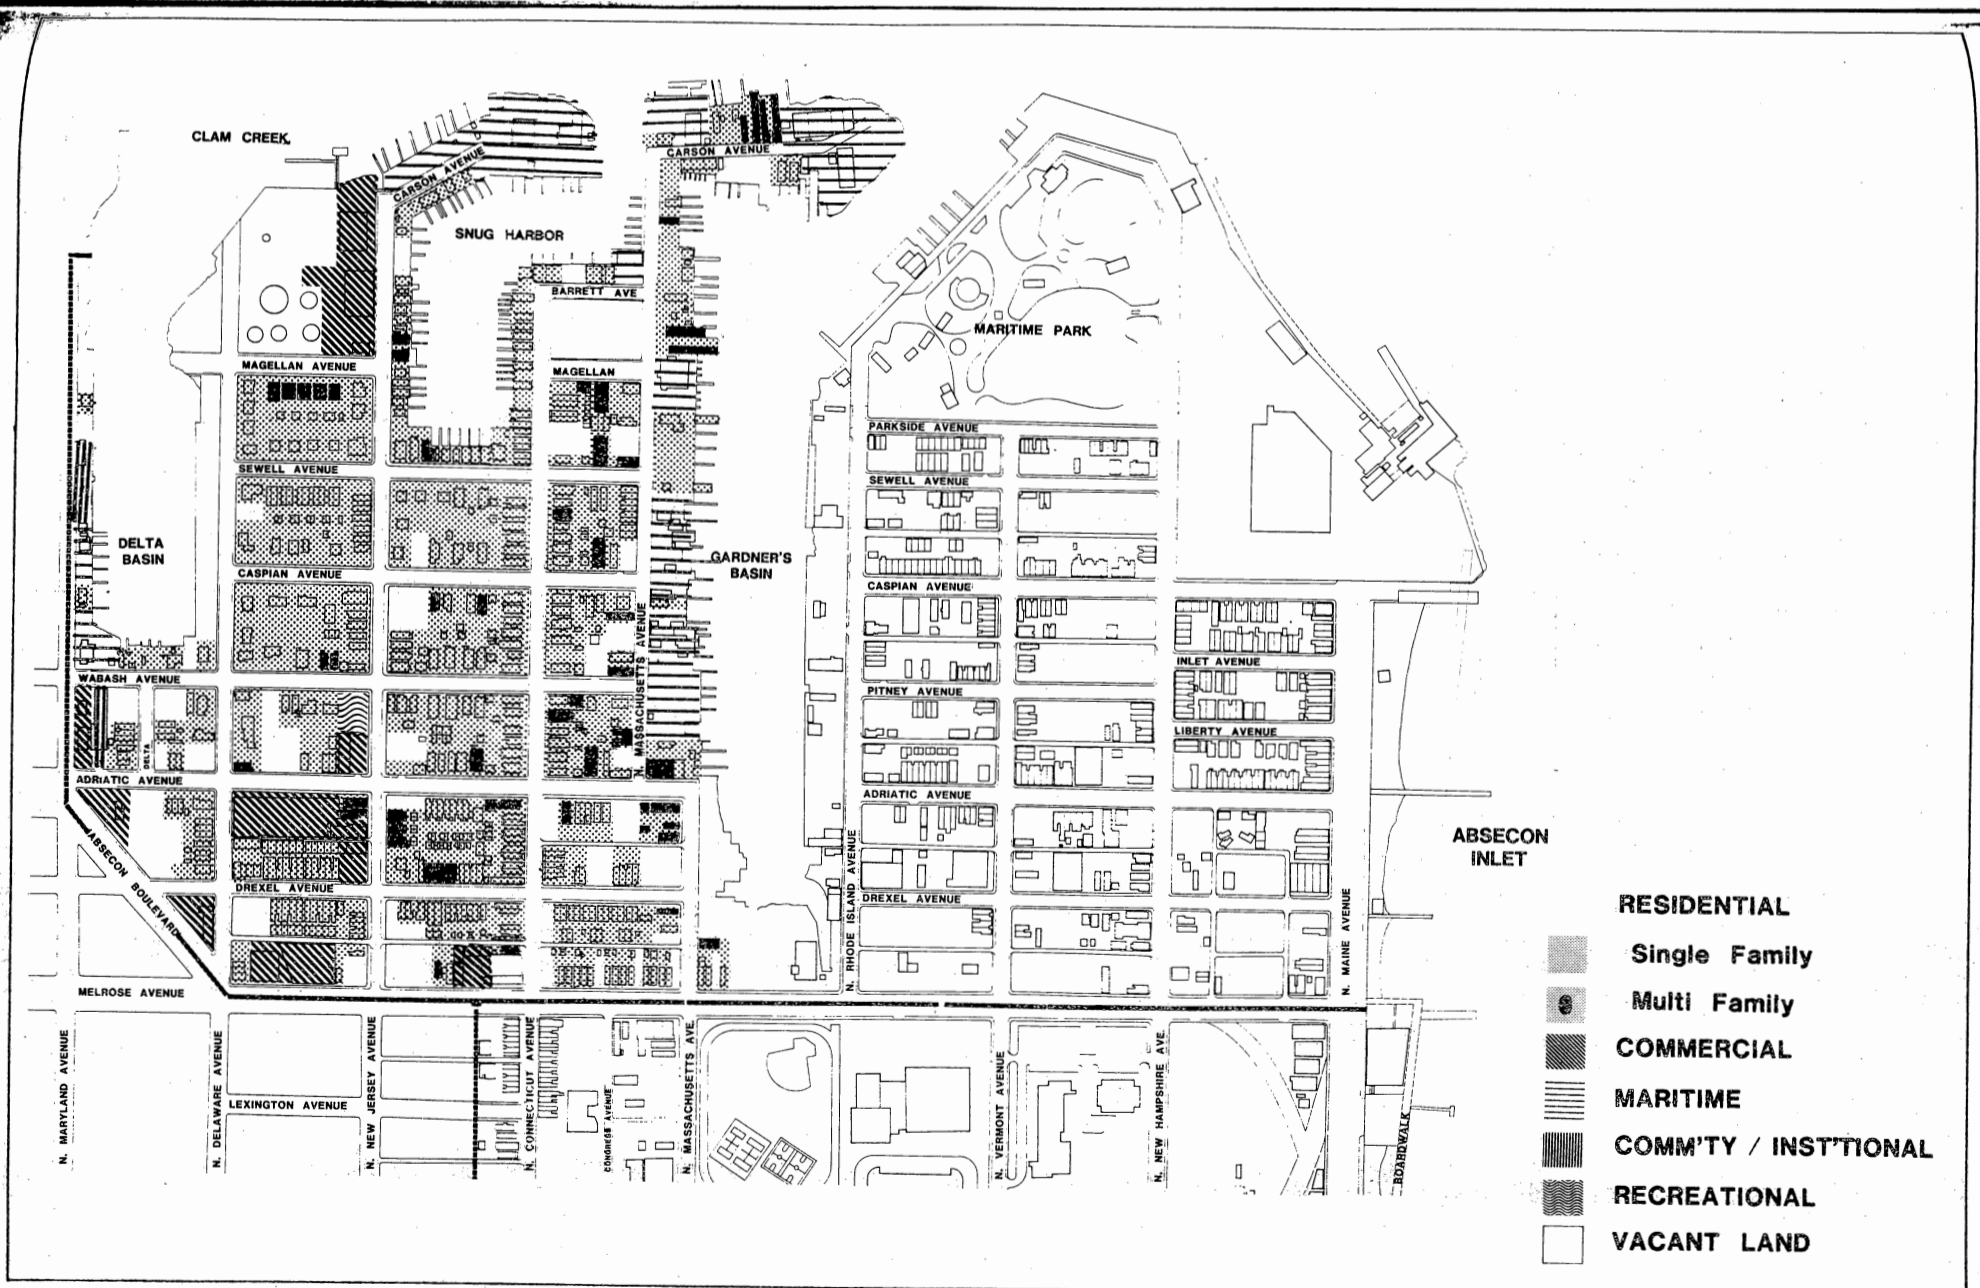 CLAM CREEK
CARSON AVENUE
CARSON AVENUE
SNUG HARBOR
BARRETT AVE
MARITIME PARK
MAGELLAN AVENUE
MAGELLAN
PARKSIDE AVENUE
SEWELL AVENUE
SEWELL AVENUE
DELTA
BASIN
GARDNER'S
BASIN
CASPIAN AVENUE
CASPIAN AVENUE
N. MASSACHUSETTS AVENUE
INLET AVENUE
WABASH AVENUE
PITNEY AVENUE
LIBERTY AVENUE
DELTA
ADRIATIC AVENUE
ADRIATIC AVENUE
ABSECON
INLET
ABSECON BOULEVARD
N. RHODE ISLAND AVENUE
DREXEL AVENUE
DREXEL AVENUE
N. MAINE AVENUE
MELROSE AVENUE
N. MARYLAND AVENUE
N. DELAWARE AVENUE
N. NEW JERSEY AVENUE
N. CONNECTICUT AVENUE
CONGRESS AVENUE
N. MASSACHUSETTS AVE.
N. VERMONT AVENUE
N. NEW HAMPSHIRE AVE.
BOARDWALK
LEXINGTON AVENUE
RESIDENTIAL
Single Family
Multi Family
COMMERCIAL
MARITIME
COMM'TY / INST'TIONAL
RECREATIONAL
VACANT LAND